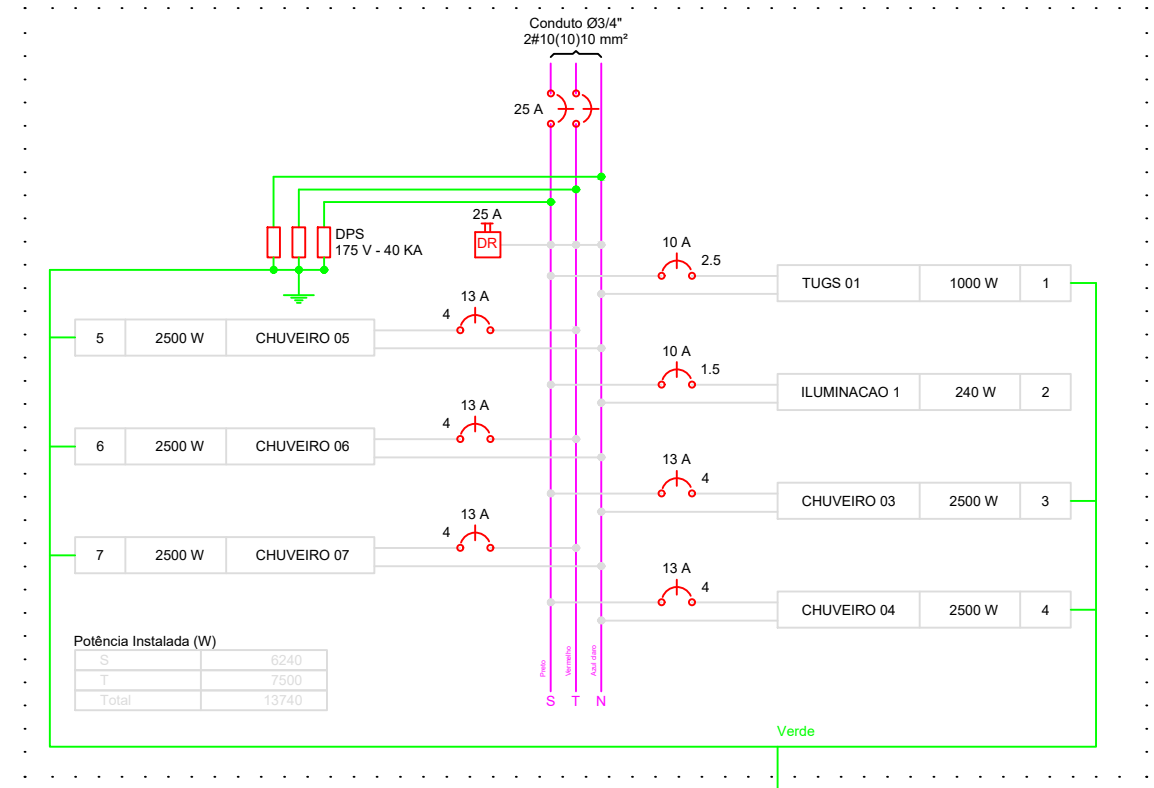 Conduto Ø3/4"
2#10(10)10 mm²
25 A
25 A
DR
DPS
175 V - 40 KA
10 A
2.5
TUGS 01 1000 W 1
13 A
4
5 2500 W CHUVEIRO 05
10 A
1.5
ILUMINACAO 1 240 W 2
13 A
4
6 2500 W CHUVEIRO 06
13 A
4
CHUVEIRO 03 2500 W 3
13 A
4
7 2500 W CHUVEIRO 07
13 A
4
CHUVEIRO 04 2500 W 4
Potência Instalada (W)
S 6240
T 7500
Total 13740
Preto
Vermelho
Azul claro
S T N
Verde